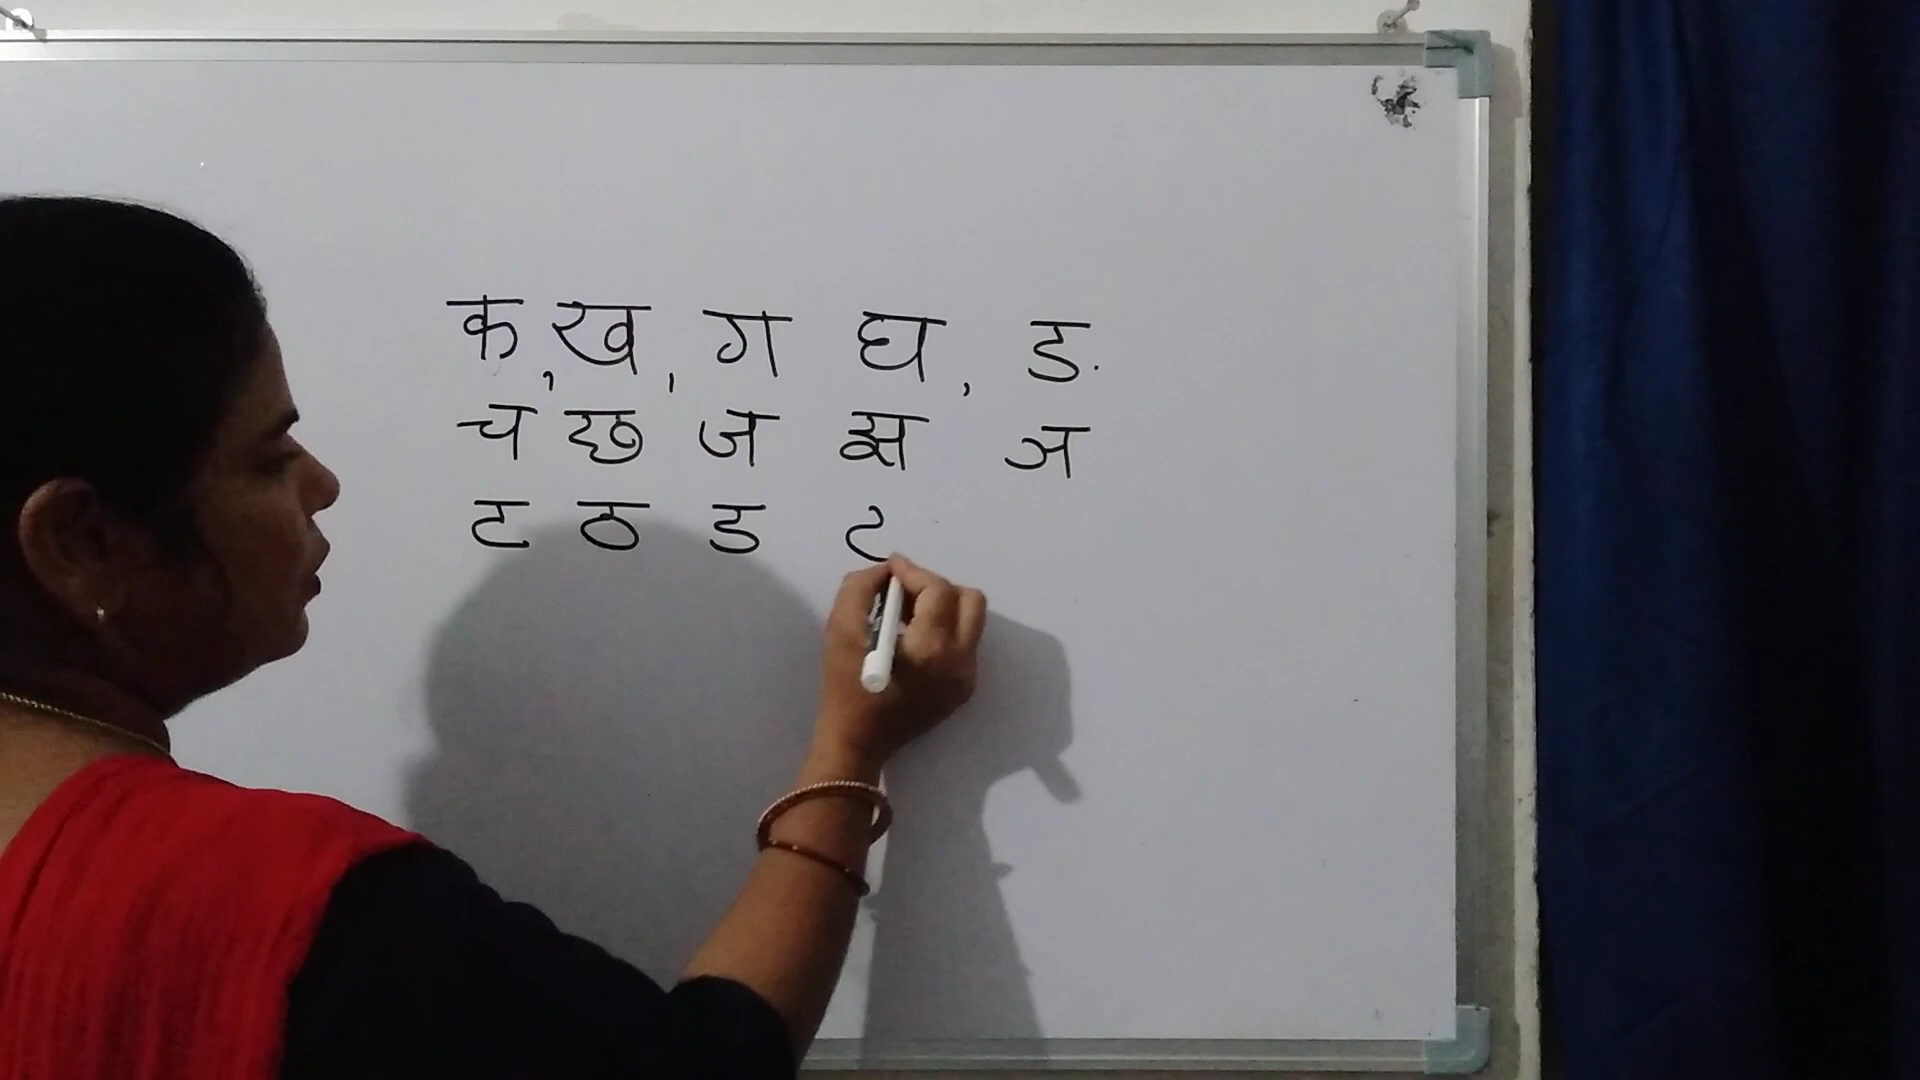 क, ख, ग घ, ङ
च छ ज झ ञ
ट ठ ड